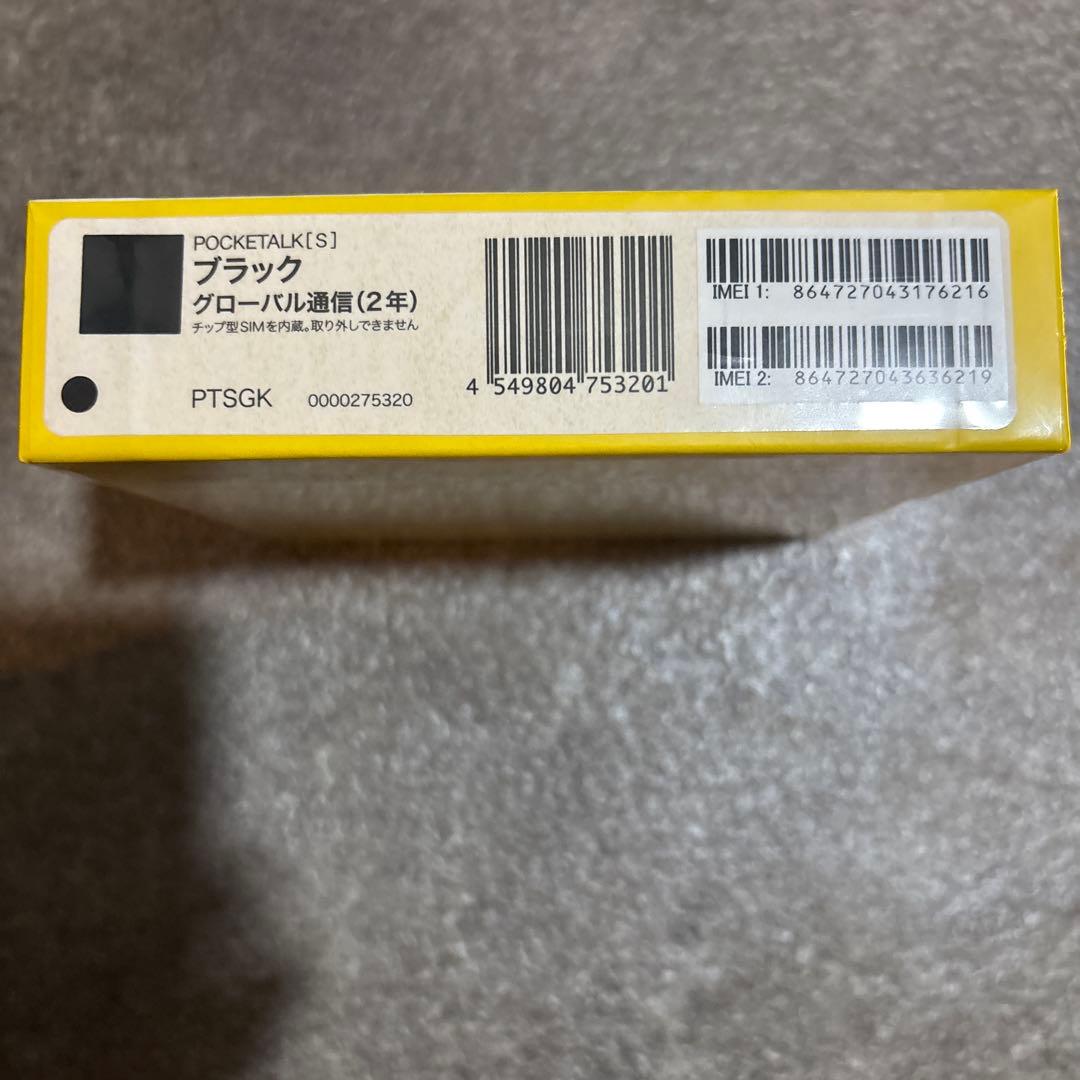 POCKETALK[S]
ブラック
グローバル通信(2年)
チップ型SIMを内蔵。取り外しできません
PTSGK 0000275320
4 549804 753201
IMEI 1: 864727043176216
IMEI 2: 864727043636219